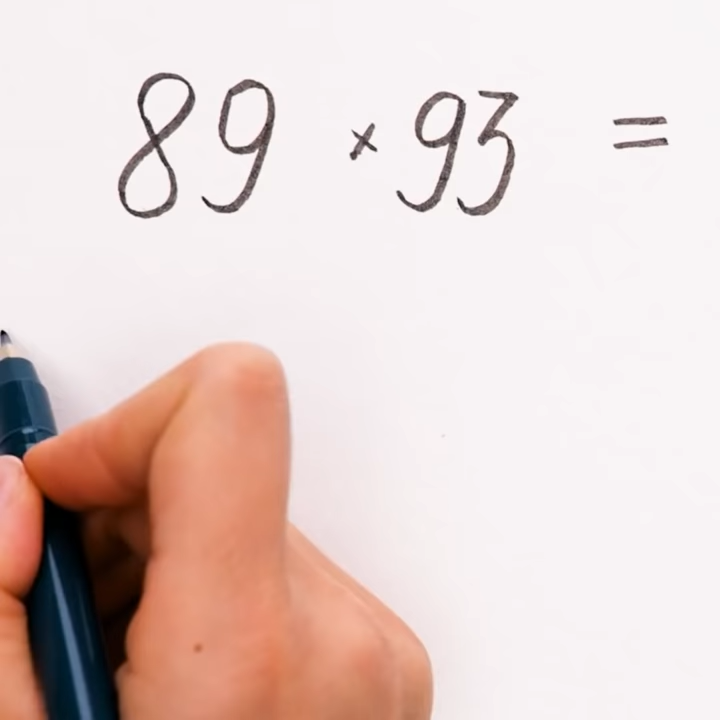 89 × 93 =